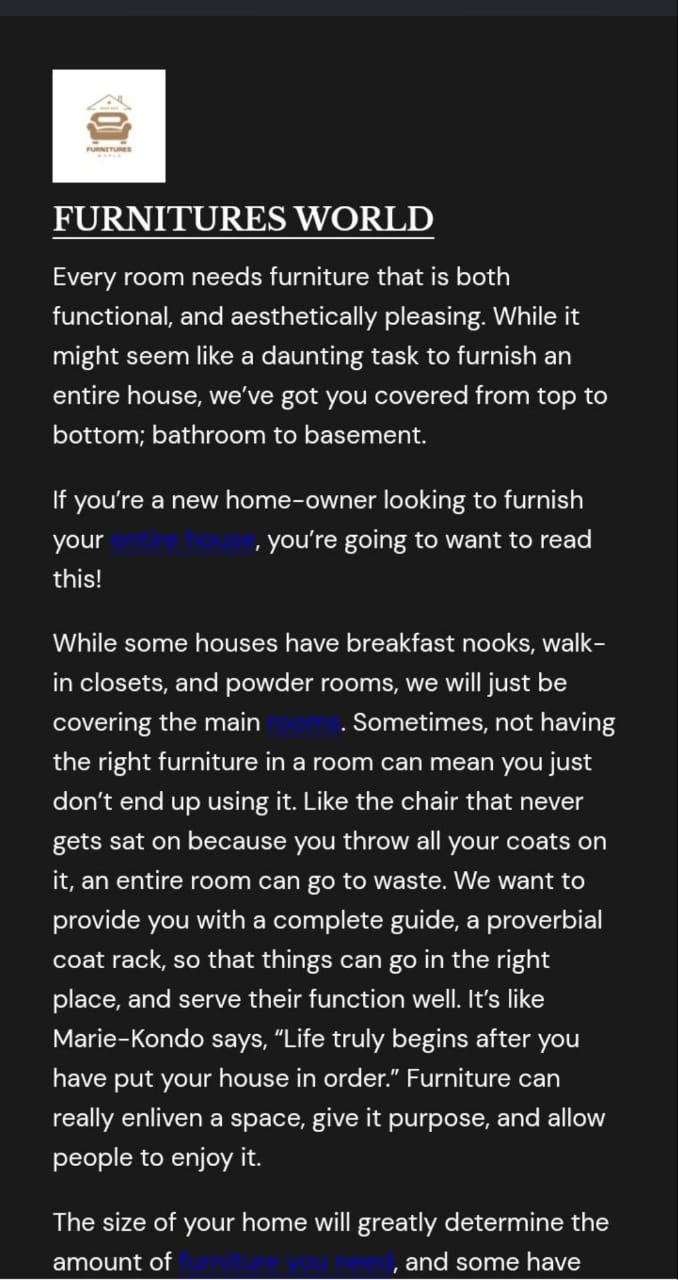 FURNITURES
WORLD
FURNITURES WORLD
Every room needs furniture that is both
functional, and aesthetically pleasing. While it
might seem like a daunting task to furnish an
entire house, we’ve got you covered from top to
bottom; bathroom to basement.
If you’re a new home-owner looking to furnish
your entire house, you’re going to want to read
this!
While some houses have breakfast nooks, walk-
in closets, and powder rooms, we will just be
covering the main rooms. Sometimes, not having
the right furniture in a room can mean you just
don’t end up using it. Like the chair that never
gets sat on because you throw all your coats on
it, an entire room can go to waste. We want to
provide you with a complete guide, a proverbial
coat rack, so that things can go in the right
place, and serve their function well. It’s like
Marie-Kondo says, “Life truly begins after you
have put your house in order.” Furniture can
really enliven a space, give it purpose, and allow
people to enjoy it.
The size of your home will greatly determine the
amount of furniture you need, and some have